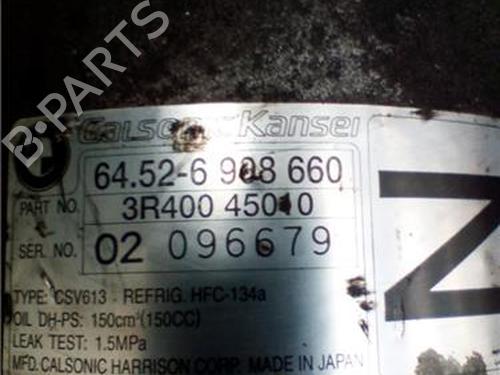 B-PARTS
Calsonic Kansei
64.52-6 908 660
PART NO. 3R400 45010
SER NO. 02 096679
TYPE: CSV613 - REFRIG. HFC-134a
OIL DH-PS: 150cm³(150CC)
LEAK TEST: 1.5MPa
MFD. CALSONIC HARRISON CORP. MADE IN JAPAN
N